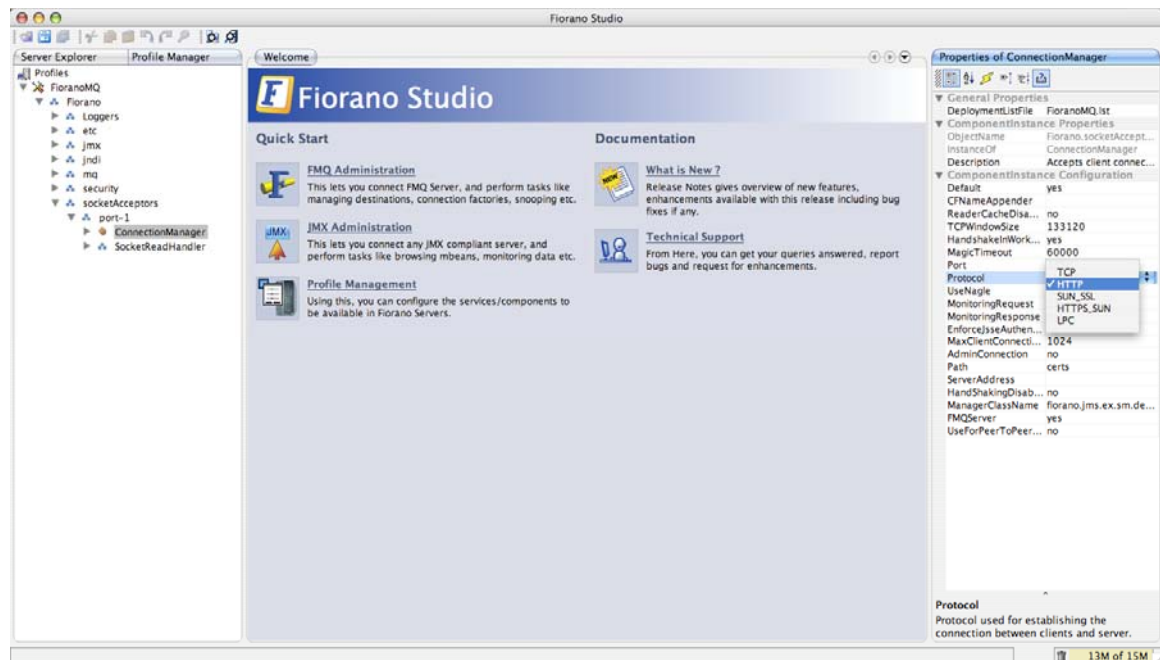 Fiorano Studio
Server Explorer
Profile Manager
Profiles
FioranoMQ
Fiorano
Loggers
etc
jmx
jndi
mq
security
socketAcceptors
port-1
ConnectionManager
SocketReadHandler
Welcome
Fiorano Studio
Quick Start
FMQ Administration
This lets you connect FMQ Server, and perform tasks like
managing destinations, connection factories, snooping etc.
JMX
JMX Administration
This lets you connect any JMX compliant server, and
perform tasks like browsing mbeans, monitoring data etc.
Profile Management
Using this, you can configure the services/components to
be available in Fiorano Servers.
Documentation
NEW
What is New ?
Release Notes gives overview of new features,
enhancements available with this release including bug
fixes if any.
Technical Support
From Here, you can get your queries answered, report
bugs and request for enhancements.
Properties of ConnectionManager
General Properties
DeploymentListFile FioranoMQ.lst
ComponentInstance Properties
ObjectName Fiorano.socketAccept...
InstanceOf ConnectionManager
Description Accepts client connec...
ComponentInstance Configuration
Default yes
CFNameAppender
ReaderCacheDisa... no
TCPWindowSize 133120
HandshakeInWork... yes
MagicTimeout 60000
Port
Protocol
UseNagle
MonitoringRequest
MonitoringResponse
EnforceJsseAuthen...
TCP
HTTP
SUN_SSL
HTTPS_SUN
LPC
MaxClientConnecti... 1024
AdminConnection no
Path certs
ServerAddress
HandShakingDisab... no
ManagerClassName fiorano.jms.ex.sm.de...
FMQServer yes
UseForPeerToPeer... no
Protocol
Protocol used for establishing the
connection between clients and server.
13M of 15M